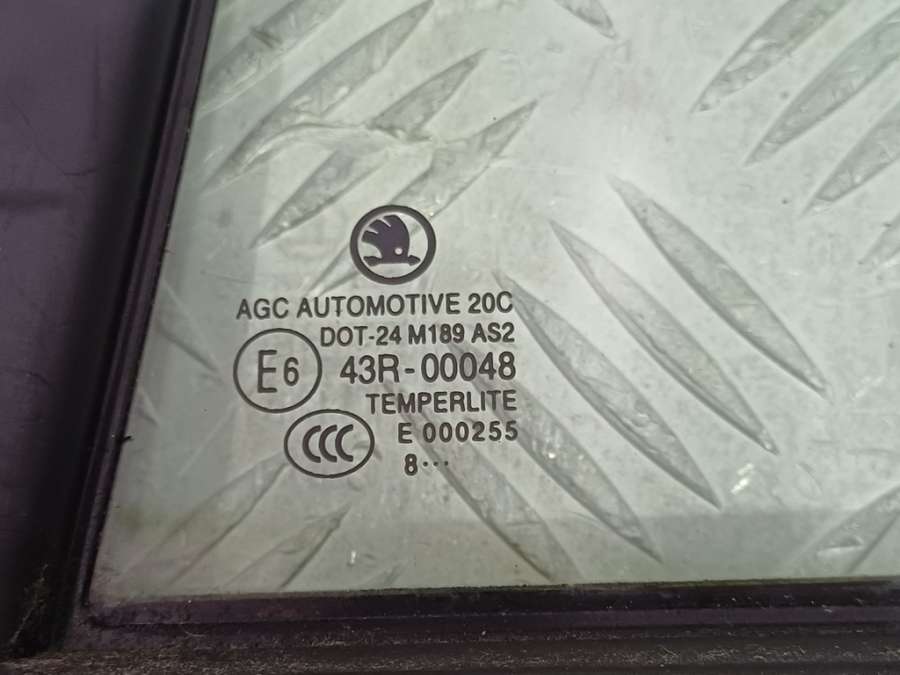 AGC AUTOMOTIVE 20C
DOT-24 M189 AS2
E6 43R-00048
TEMPERLITE
CCC E 000255
8···